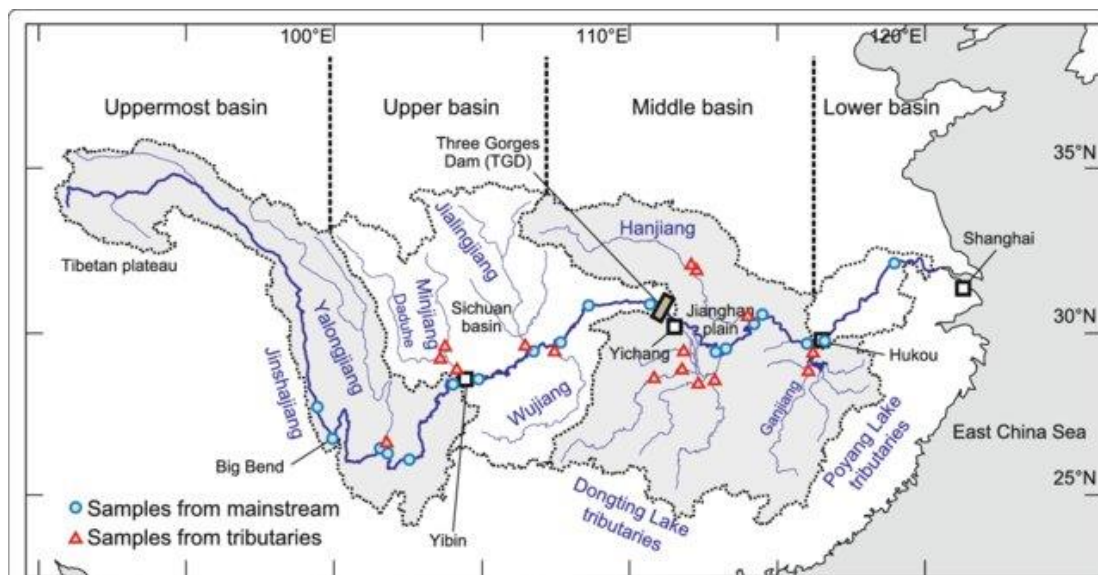 100°E
110°E
120°E
Uppermost basin
Upper basin
Middle basin
Lower basin
Three Gorges
Dam (TGD)
35°N
Jialingjiang
Hanjiang
Shanghai
Tibetan plateau
Minjiang
Daduhe
Sichuan
basin
Jianghan
plain
30°N
Yalongjiang
Yichang
Hukou
Jinshajiang
Wujiang
Ganjiang
Poyang Lake
tributaries
East China Sea
Big Bend
25°N
Dongting Lake
tributaries
Samples from mainstream
Samples from tributaries
Yibin